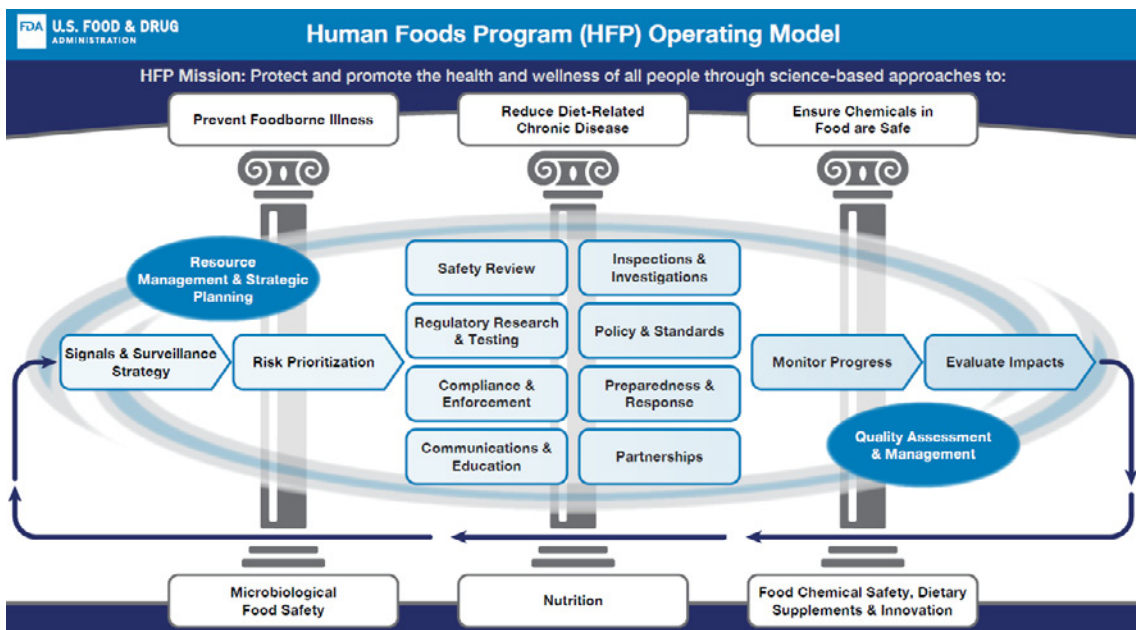 FDA U.S. FOOD & DRUG
ADMINISTRATION
Human Foods Program (HFP) Operating Model
HFP Mission: Protect and promote the health and wellness of all people through science-based approaches to:
Prevent Foodborne Illness
Reduce Diet-Related
Chronic Disease
Ensure Chemicals in
Food are Safe
Resource
Management & Strategic
Planning
Signals & Surveillance
Strategy
Risk Prioritization
Safety Review
Inspections &
Investigations
Regulatory Research
& Testing
Policy & Standards
Compliance &
Enforcement
Preparedness &
Response
Communications &
Education
Partnerships
Monitor Progress
Evaluate Impacts
Quality Assessment
& Management
Microbiological
Food Safety
Nutrition
Food Chemical Safety, Dietary
Supplements & Innovation